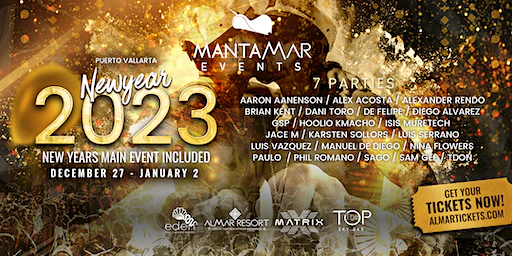 MANTAMAR
EVENTS
PUERTO VALLARTA
Newyear
2023
NEW YEARS MAIN EVENT INCLUDED
DECEMBER 27 - JANUARY 2
7 PARTIES
AARON AANENSON / ALEX ACOSTA / ALEXANDER RENDO
BRIAN KENT / DANI TORO / DE FELIPE / DIEGO ALVAREZ
GSP / HOOLIO KMACHO / ISIS MURETECH
JACE M / KARSTEN SOLLORS / LUIS SERRANO
LUIS VAZQUEZ / MANUEL DE DIEGO / NINA FLOWERS
PAULO / PHIL ROMANO / SAGO / SAM GEE / TDON
GET YOUR
TICKETS NOW!
ALMARTICKETS.COM
eden
ALMAR RESORT
MATRIX
TOP
SKY BAR